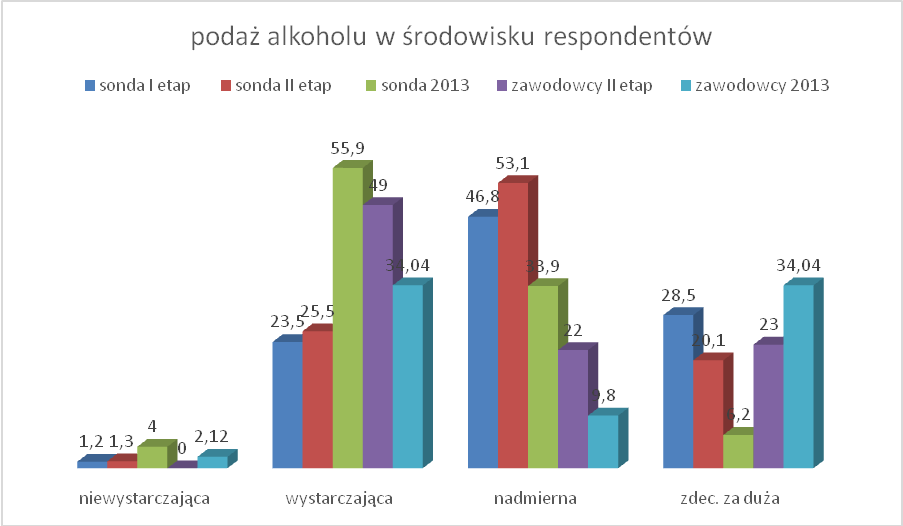 podaż alkoholu w środowisku respondentów
sonda I etap sonda II etap sonda 2013 zawodowcy II etap zawodowcy 2013
1,2 1,3 4 0 2,12
23,5 25,5 55,9 49 34,04
46,8 53,1 33,9 22 9,8
28,5 20,1 6,2 23 34,04
niewystarczająca wystarczająca nadmierna zdec. za duża